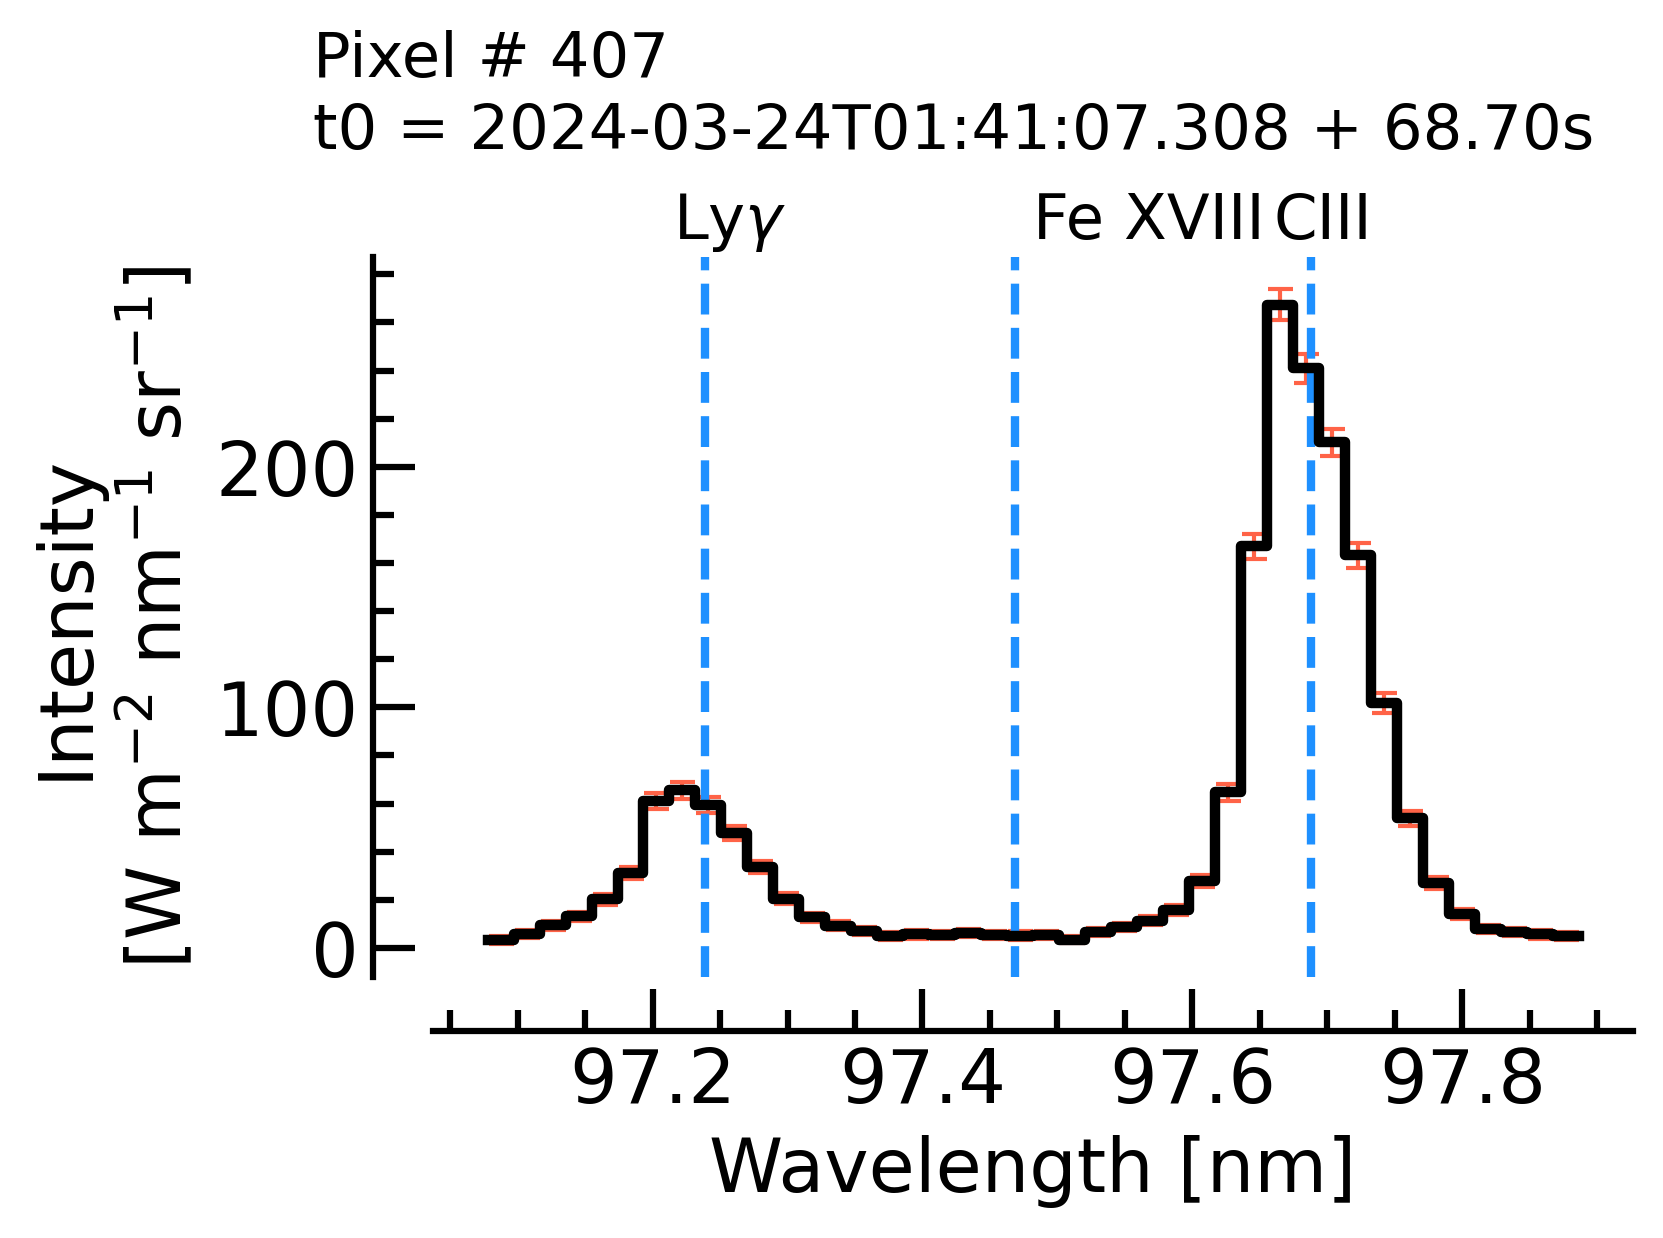 Pixel # 407
t0 = 2024-03-24T01:41:07.308 + 68.70s
Lyγ Fe XVIII CIII
Intensity
[W m⁻² nm⁻¹ sr⁻¹]
200
100
0
97.2 97.4 97.6 97.8
Wavelength [nm]